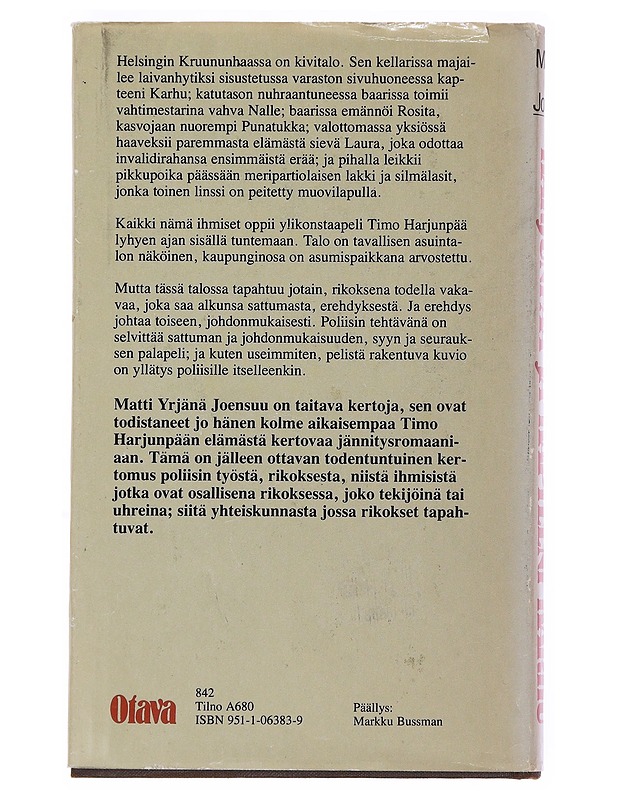 Helsingin Kruununhaassa on kivitalo. Sen kellarissa majai-
lee laivanhytiksi sisustetussa varaston sivuhuoneessa kap-
teeni Karhu; katutason nuhraantuneessa baarissa toimii
vahtimestarina vahva Nalle; baarissa emännöi Rosita,
kasvojaan nuorempi Punatukka; valottomassa yksiössä
haaveksii paremmasta elämästä sievä Laura, joka odottaa
invalidirahansa ensimmäistä erää; ja pihalla leikkii
pikkupoika päässään meripartiolaisen lakki ja silmälasit,
jonka toinen linssi on peitetty muovilapulla.
Kaikki nämä ihmiset oppii ylikonstaapeli Timo Harjunpää
lyhyen ajan sisällä tuntemaan. Talo on tavallisen asuinta-
lon näköinen, kaupunginosa on asumispaikkana arvostettu.
Mutta tässä talossa tapahtuu jotain, rikoksena todella vaka-
vaa, joka saa alkunsa sattumasta, erehdyksestä. Ja erehdys
johtaa toiseen, johdonmukaisesti. Poliisin tehtävänä on
selvittää sattuman ja johdonmukaisuuden, syyn ja seurauk-
sen palapeli; ja kuten useimmiten, pelistä rakentuva kuvio
on yllätys poliisille itselleenkin.
Matti Yrjänä Joensuu on taitava kertoja, sen ovat
todistaneet jo hänen kolme aikaisempaa Timo
Harjunpään elämästä kertovaa jännitysromaani-
aan. Tämä on jälleen ottavan todentuntuinen ker-
tomus poliisin työstä, rikoksesta, niistä ihmisistä
jotka ovat osallisena rikoksessa, joko tekijöinä tai
uhreina; siitä yhteiskunnasta jossa rikokset tapah-
tuvat.
Otava
842
Tilno A680
ISBN 951-1-06383-9
Päällys:
Markku Bussman